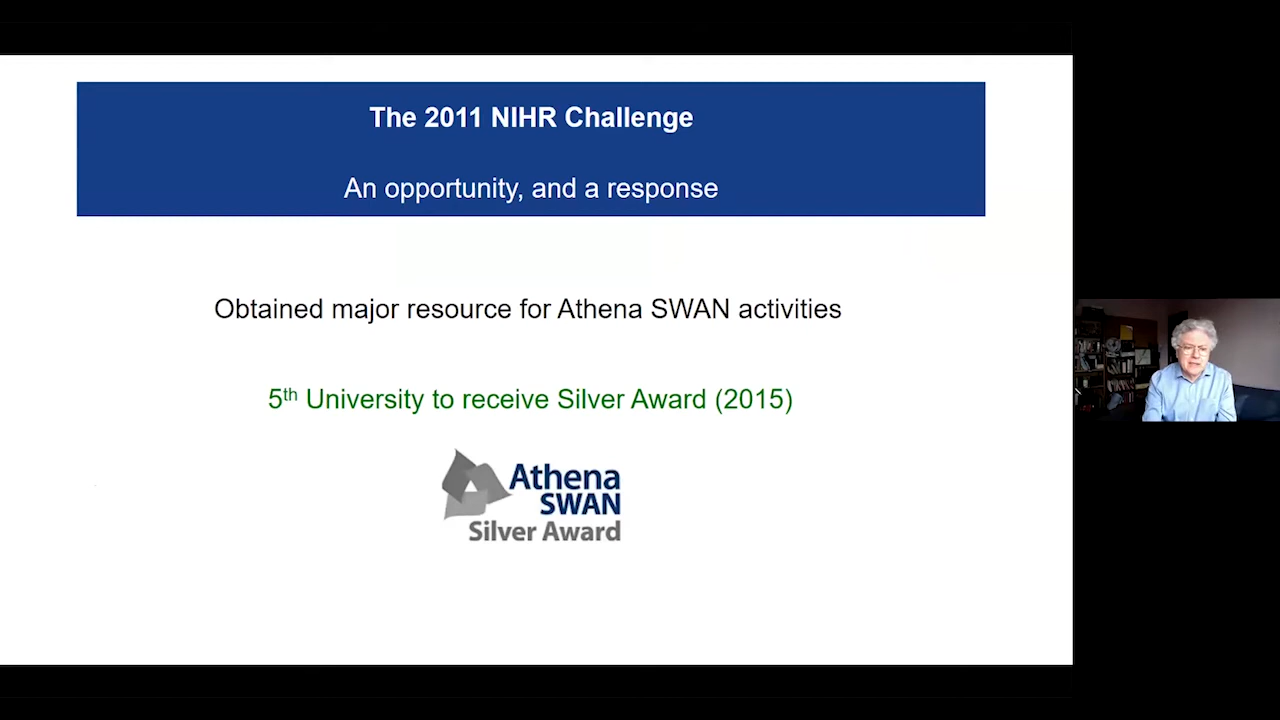 The 2011 NIHR Challenge
An opportunity, and a response
Obtained major resource for Athena SWAN activities
5th University to receive Silver Award (2015)
Athena
SWAN
Silver Award